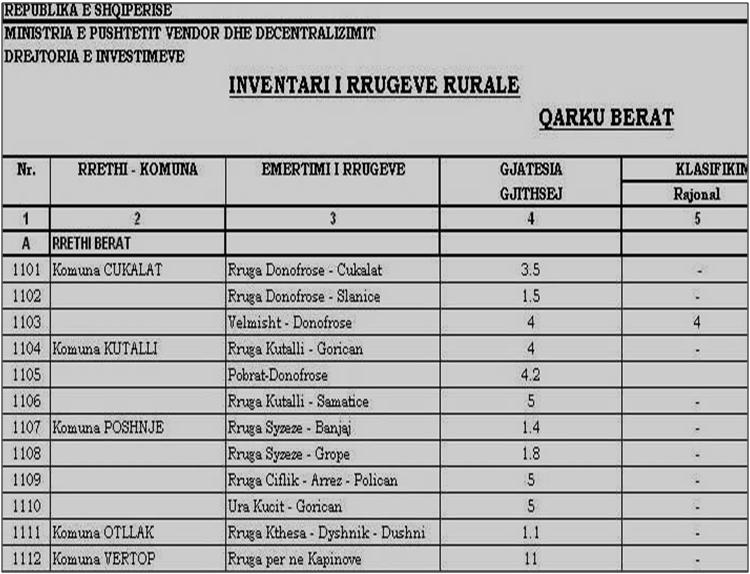 REPUBLIKA E SHQIPERISE
MINISTRIA E PUSHTETIT VENDOR DHE DECENTRALIZIMIT
DREJTORIA E INVESTIMEVE
INVENTARI I RRUGEVE RURALE
QARKU BERAT
Nr. RRETHI - KOMUNA EMERTIMI I RRUGEVE GJATESIA KLASIFIKIM
GJITHSEJ Rajonal
1 2 3 4 5
A RRETHI BERAT
1101 Komuna CUKALAT Rruga Donofrose - Cukalat 3.5 -
1102 Rruga Donofrose - Slanice 1.5 -
1103 Velmisht - Donofrose 4 4
1104 Komuna KUTALLI Rruga Kutalli - Gorican 4 -
1105 Pobrat-Donofrose 4.2 -
1106 Rruga Kutalli - Samatice 5 -
1107 Komuna POSHNJE Rruga Syzeze - Banjaj 1.4 -
1108 Rruga Syzeze - Grope 1.8 -
1109 Rruga Ciflik - Arrez - Polican 5 -
1110 Ura Kucit - Gorican 5 -
1111 Komuna OTLLAK Rruga Kthesa - Dyshnik - Dushni 1.1 -
1112 Komuna VERTOP Rruga per ne Kapinove 11 -